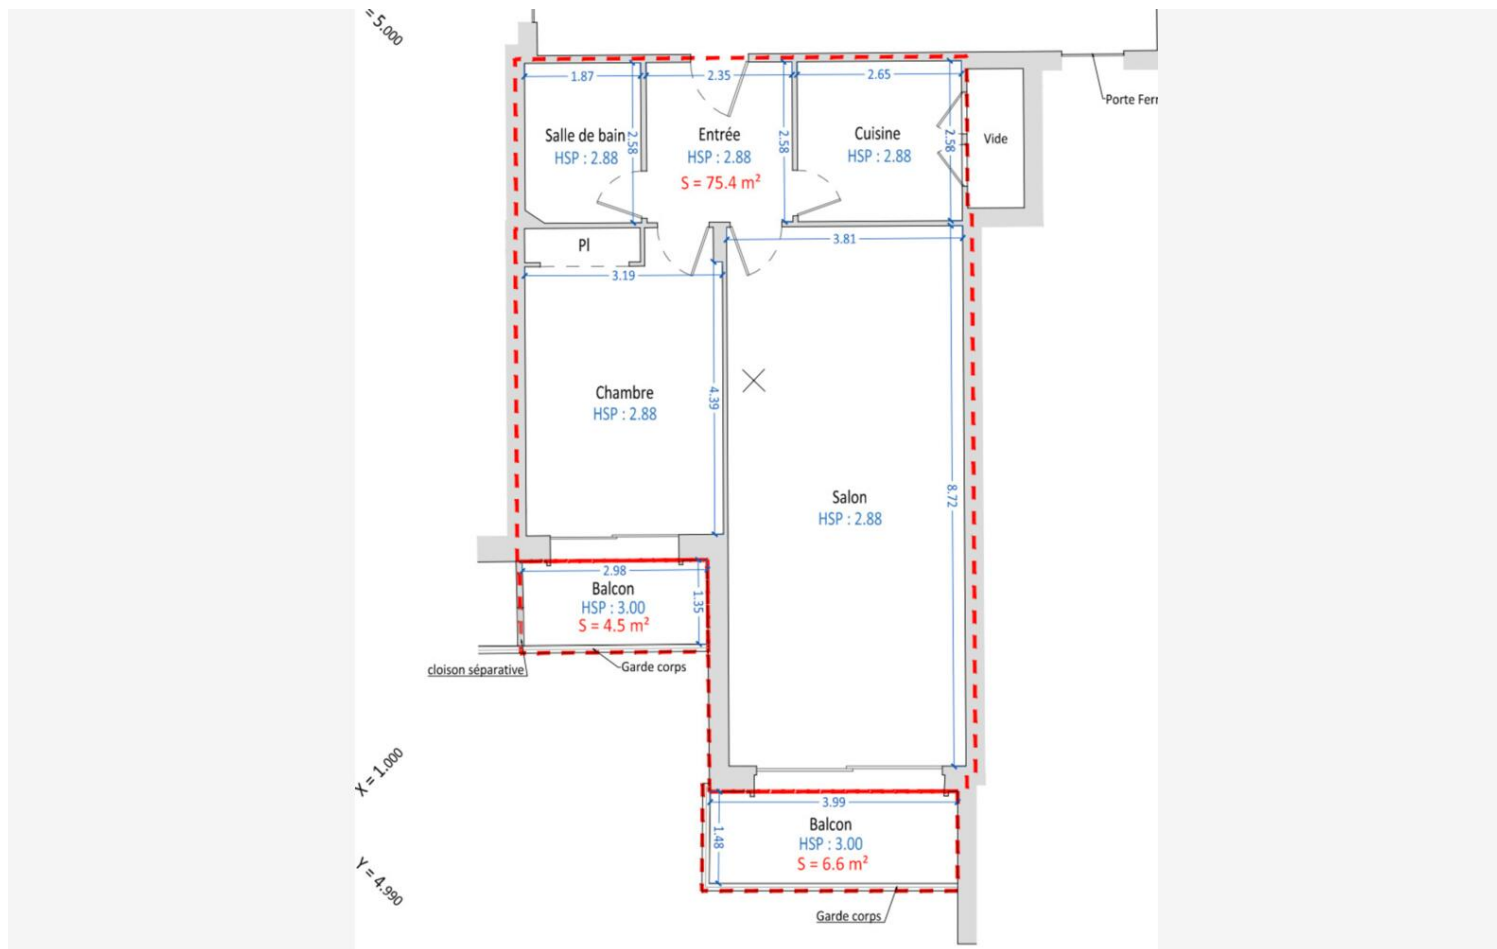 = 5.000
1.87
2.35
2.65
Porte Ferr
Salle de bain
HSP : 2.88
2.58
Entrée
HSP : 2.88
S = 75.4 m²
2.58
Cuisine
HSP : 2.88
2.58
Vide
Pl
3.81
3.19
Chambre
HSP : 2.88
4.39
Salon
HSP : 2.88
8.72
2.98
Balcon
HSP : 3.00
S = 4.5 m²
1.35
cloison séparative
Garde corps
X = 1.000
3.99
Balcon
HSP : 3.00
S = 6.6 m²
1.48
Y = 4.990
Garde corps